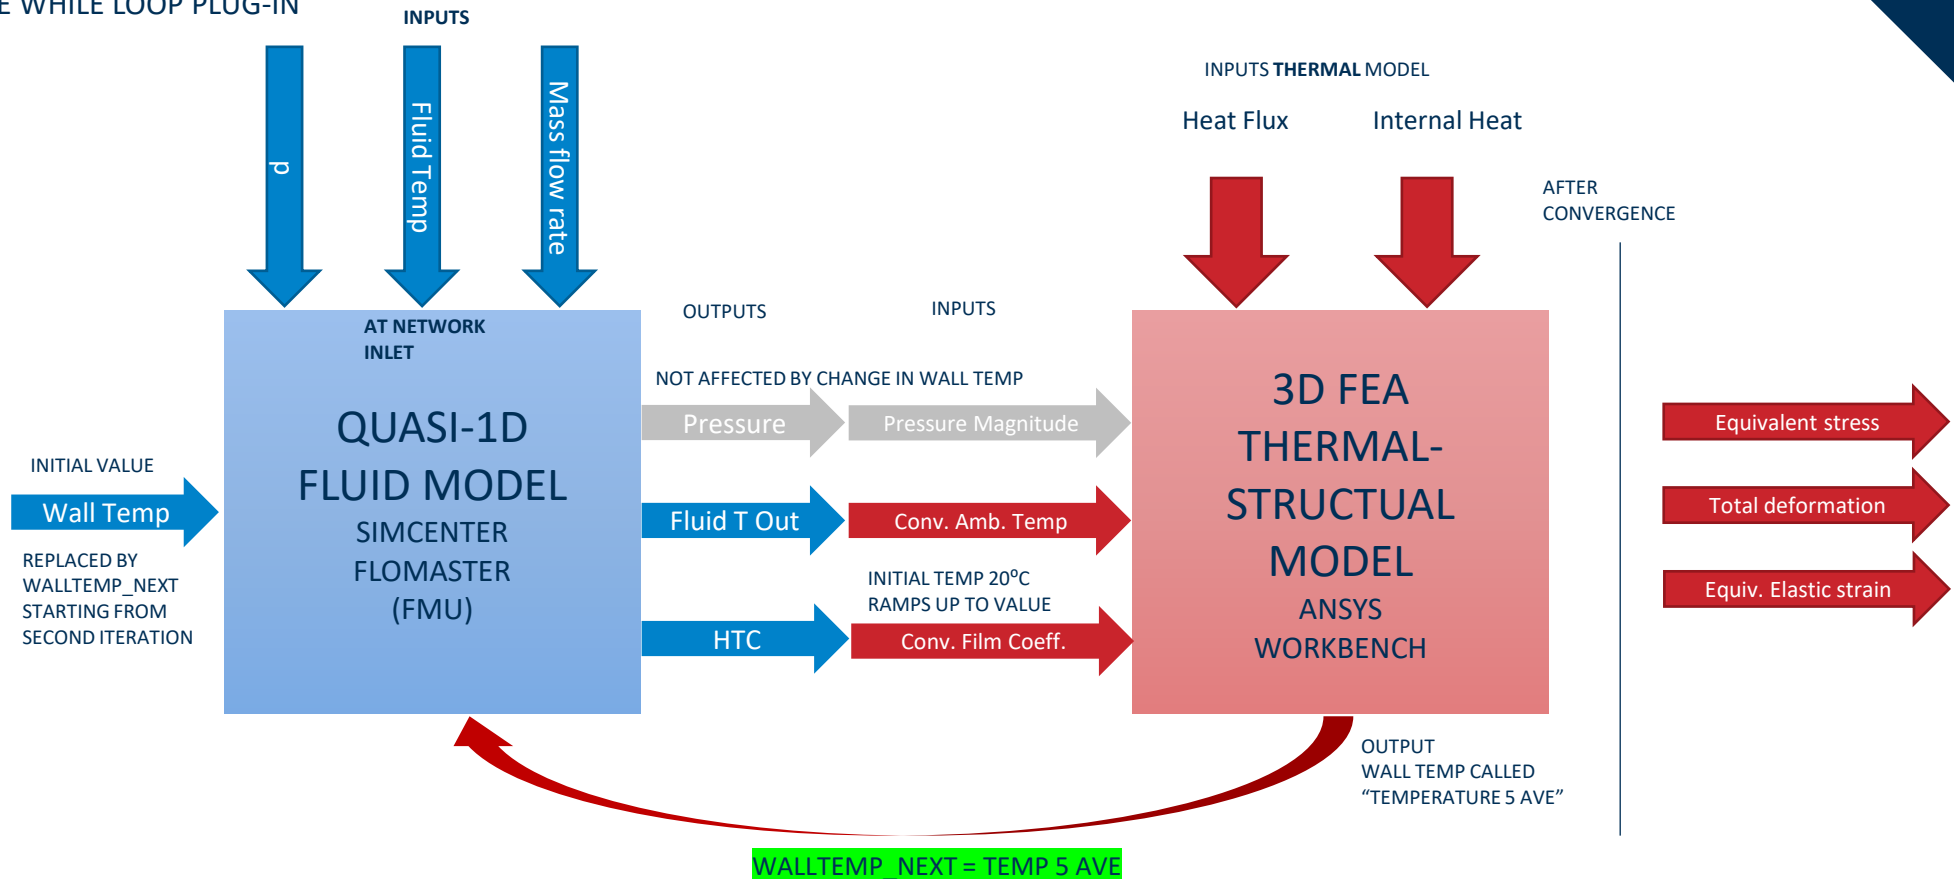 WHILE LOOP PLUG-IN
INPUTS
p
Fluid Temp
Mass flow rate
INPUTS THERMAL MODEL
Heat Flux
Internal Heat
AFTER
CONVERGENCE
AT NETWORK
INLET
OUTPUTS
INPUTS
NOT AFFECTED BY CHANGE IN WALL TEMP
QUASI-1D
FLUID MODEL
SIMCENTER
FLOMASTER
(FMU)
Pressure
Pressure Magnitude
3D FEA
THERMAL-
STRUCTUAL
MODEL
ANSYS
WORKBENCH
Equivalent stress
INITIAL VALUE
Wall Temp
REPLACED BY
WALLTEMP_NEXT
STARTING FROM
SECOND ITERATION
Fluid T Out
Conv. Amb. Temp
Total deformation
INITIAL TEMP 20⁰C
RAMPS UP TO VALUE
HTC
Conv. Film Coeff.
Equiv. Elastic strain
OUTPUT
WALL TEMP CALLED
“TEMPERATURE 5 AVE”
WALLTEMP_NEXT = TEMP 5 AVE